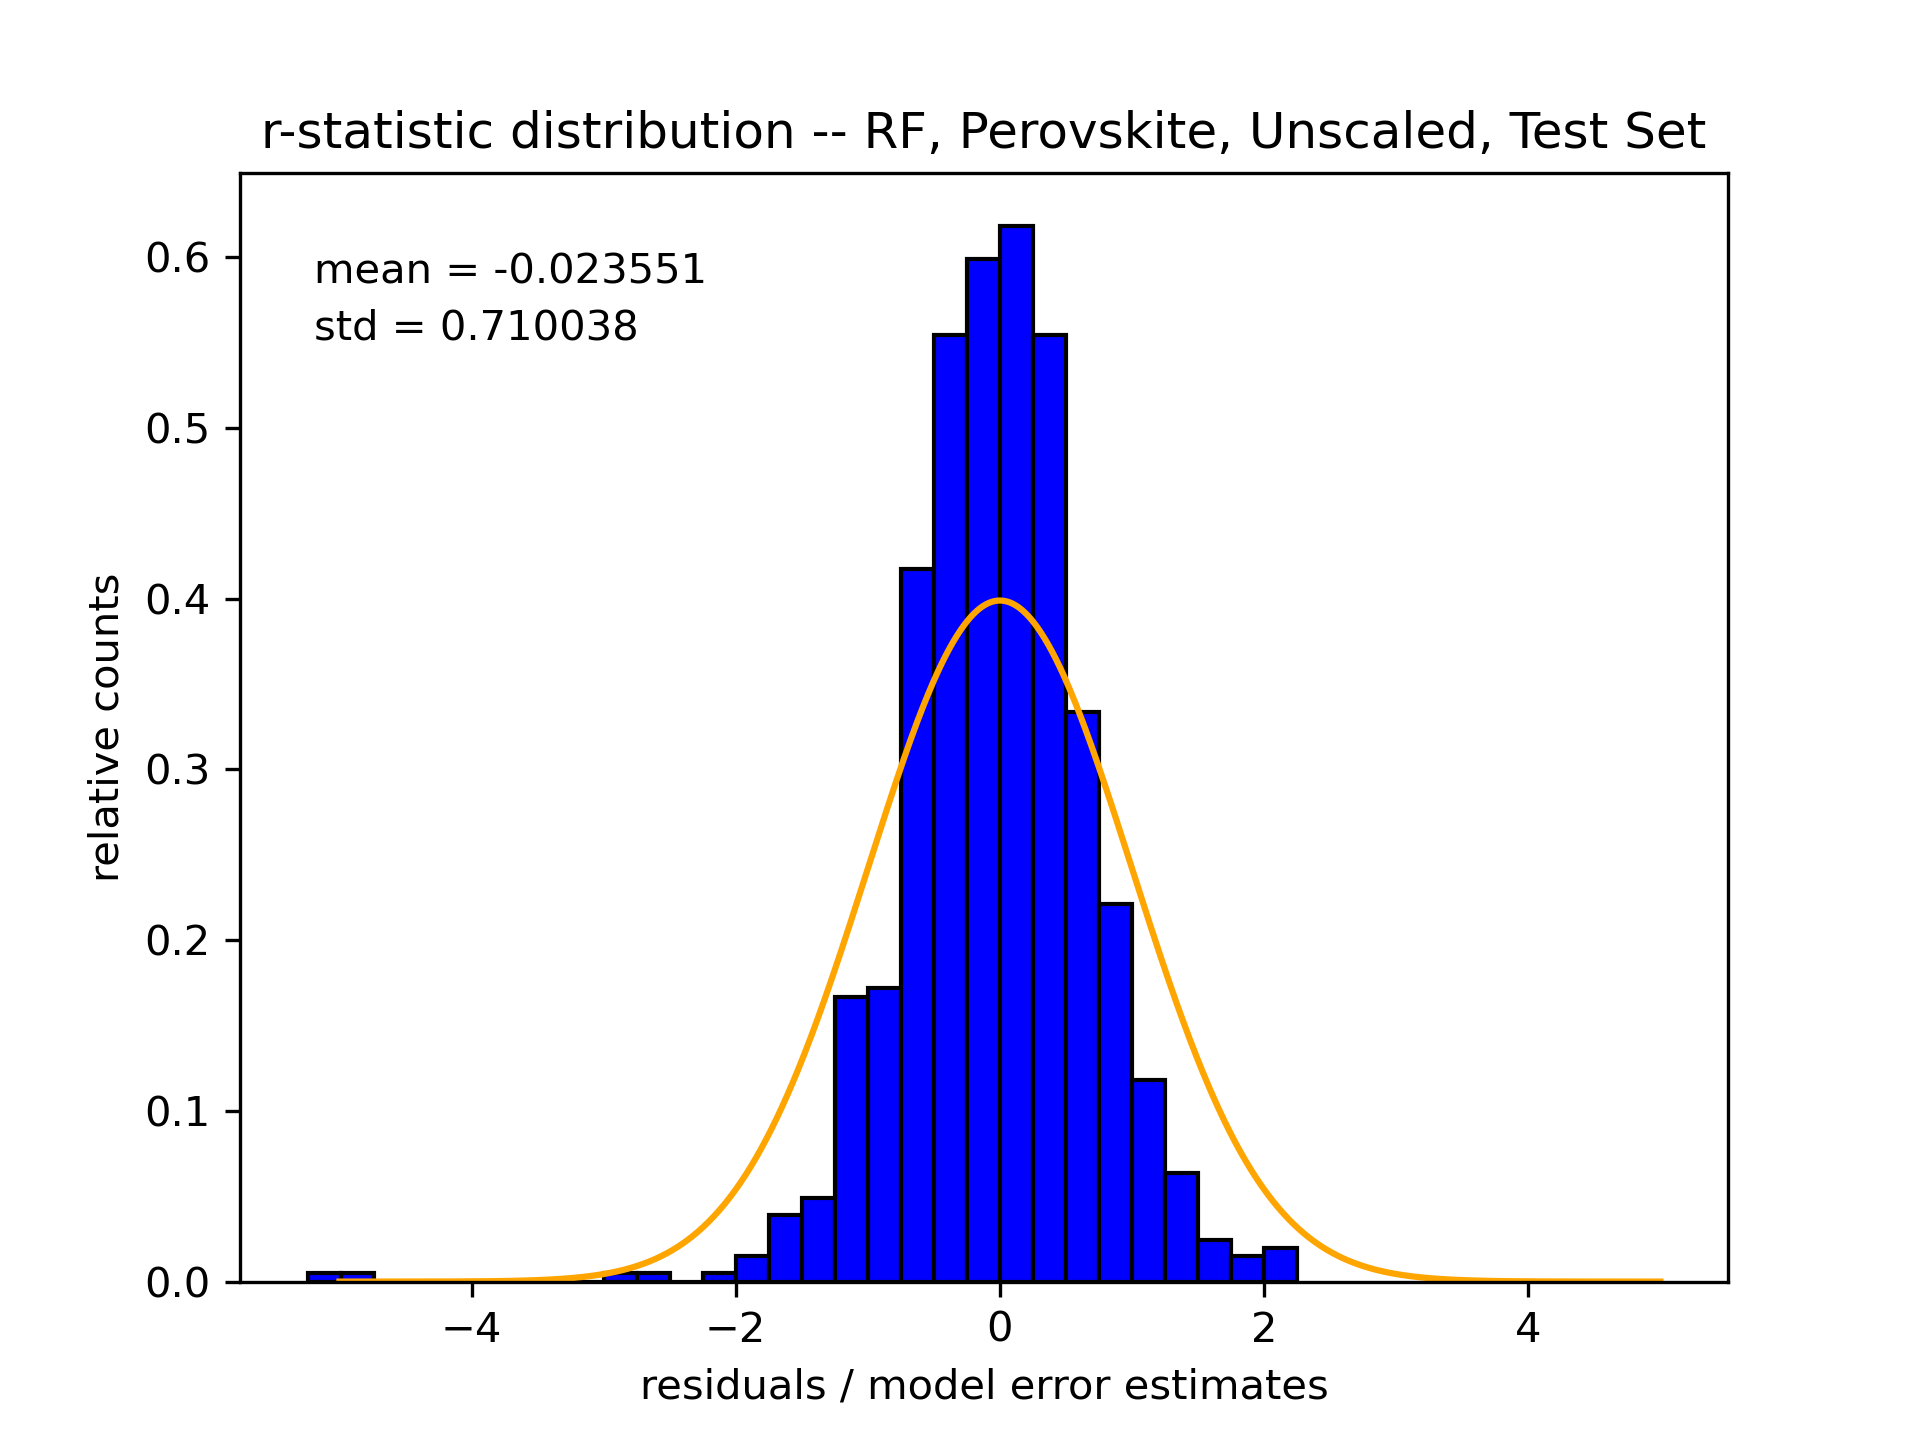 r-statistic distribution -- RF, Perovskite, Unscaled, Test Set
mean = -0.023551
std = 0.710038
0.6
0.5
0.4
0.3
0.2
0.1
0.0
relative counts
−4 −2 0 2 4
residuals / model error estimates